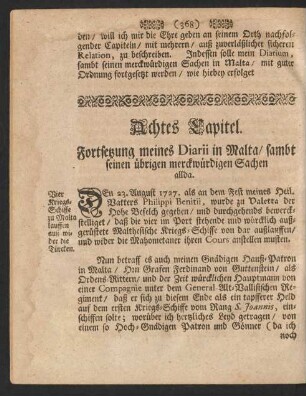 (368)
den/ will ich mir die Ehre geben an seinem Orth nachfol-
gender Capiteln/ mit mehrern/ auß zuverläßlicher sicheren
Relation, zu beschreiben. Indessen solle mein Diarium,
sambt seinen merckwürdigen Sachen in Malta/ mit guter
Ordnung fortgesetzt werden/ wie hiebey erfolget
Achtes Capitel.
Fortsetzung meines Diarii in Malta/ sambt
seinen übrigen merckwürdigen Sachen
allda.
Vier
Kriegs-
Schiffe
zu Malta
lauffen
auß wi-
der die
Türcken.
DEn 23. August 1727. als an dem Fest meines Heil.
Vatters Philippi Benitii, wurde zu Valetta der
Hohe Befelch gegeben/ und durchgehends bewerck-
stelliget/ daß die vier im Port stehende und würcklich auß-
gerüstete Malthesische Kriegs-Schiffe von dar außlauffen/
und wider die Mahometaner ihren Cours anstellen musten.
Nun betraff es auch meinen Gnädigen Hauß-Patron
in Malta/ Hin Grafen Ferdinand von Guttenstein/ als
Ordens-Rittern/ und der Zeit würcklichen Hauptmann von
einer Compagnie unter dem General Alt-Wallisischen Re-
giment/ daß er sich zu diesem Ende als ein tapfferer Held
auf dem ersten Kriegs-Schiffe vom Rang S. Joannis, ein-
schiffen solte; worüber ich hertzliches Leyd getragen/ von
einem so Hoch-Gnädigen Patron und Gönner (da ich
noch